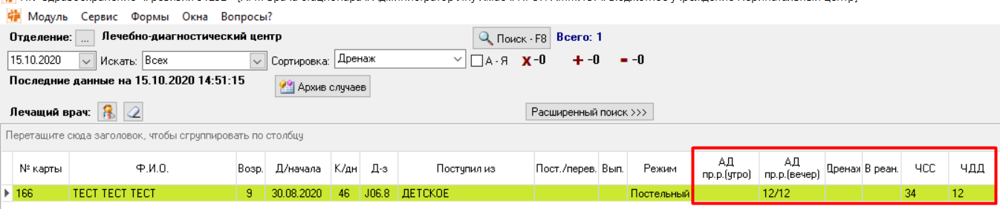 Модуль Сервис Формы Окна Вопросы?
Отделение: ... Лечебно-диагностический центр Поиск - F8 Всего: 1
15.10.2020 Искать: Всех Сортировка: Дренаж А - Я X -0 + -0 - -0
Последние данные на 15.10.2020 14:51:15 Архив случаев
Лечащий врач: Расширенный поиск >>>
Перетащите сюда заголовок, чтобы сгруппировать по столбцу
№ карты Ф.И.О. Возр. Д/начала К/дн Д-з Поступил из Пост./перев. Вып. Режим АД пр.р.(утро) АД пр.р.(вечер) Дренаж В реан. ЧСС ЧДД
166 ТЕСТ ТЕСТ ТЕСТ 9 30.08.2020 46 J06.8 ДЕТСКОЕ Постельный 12/12 34 12